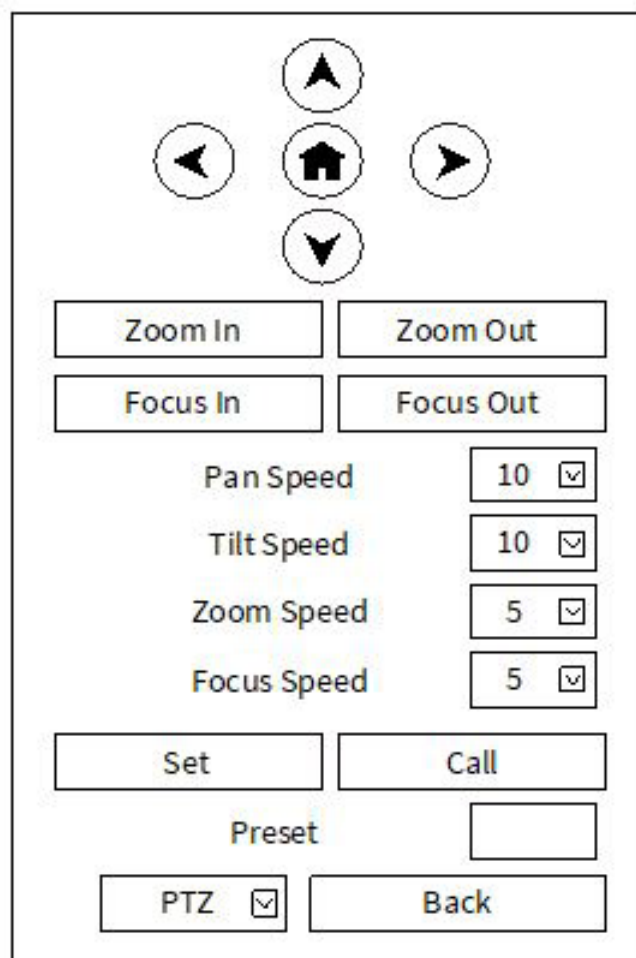 Zoom In Zoom Out
Focus In Focus Out
Pan Speed 10
Tilt Speed 10
Zoom Speed 5
Focus Speed 5
Set Call
Preset
PTZ Back